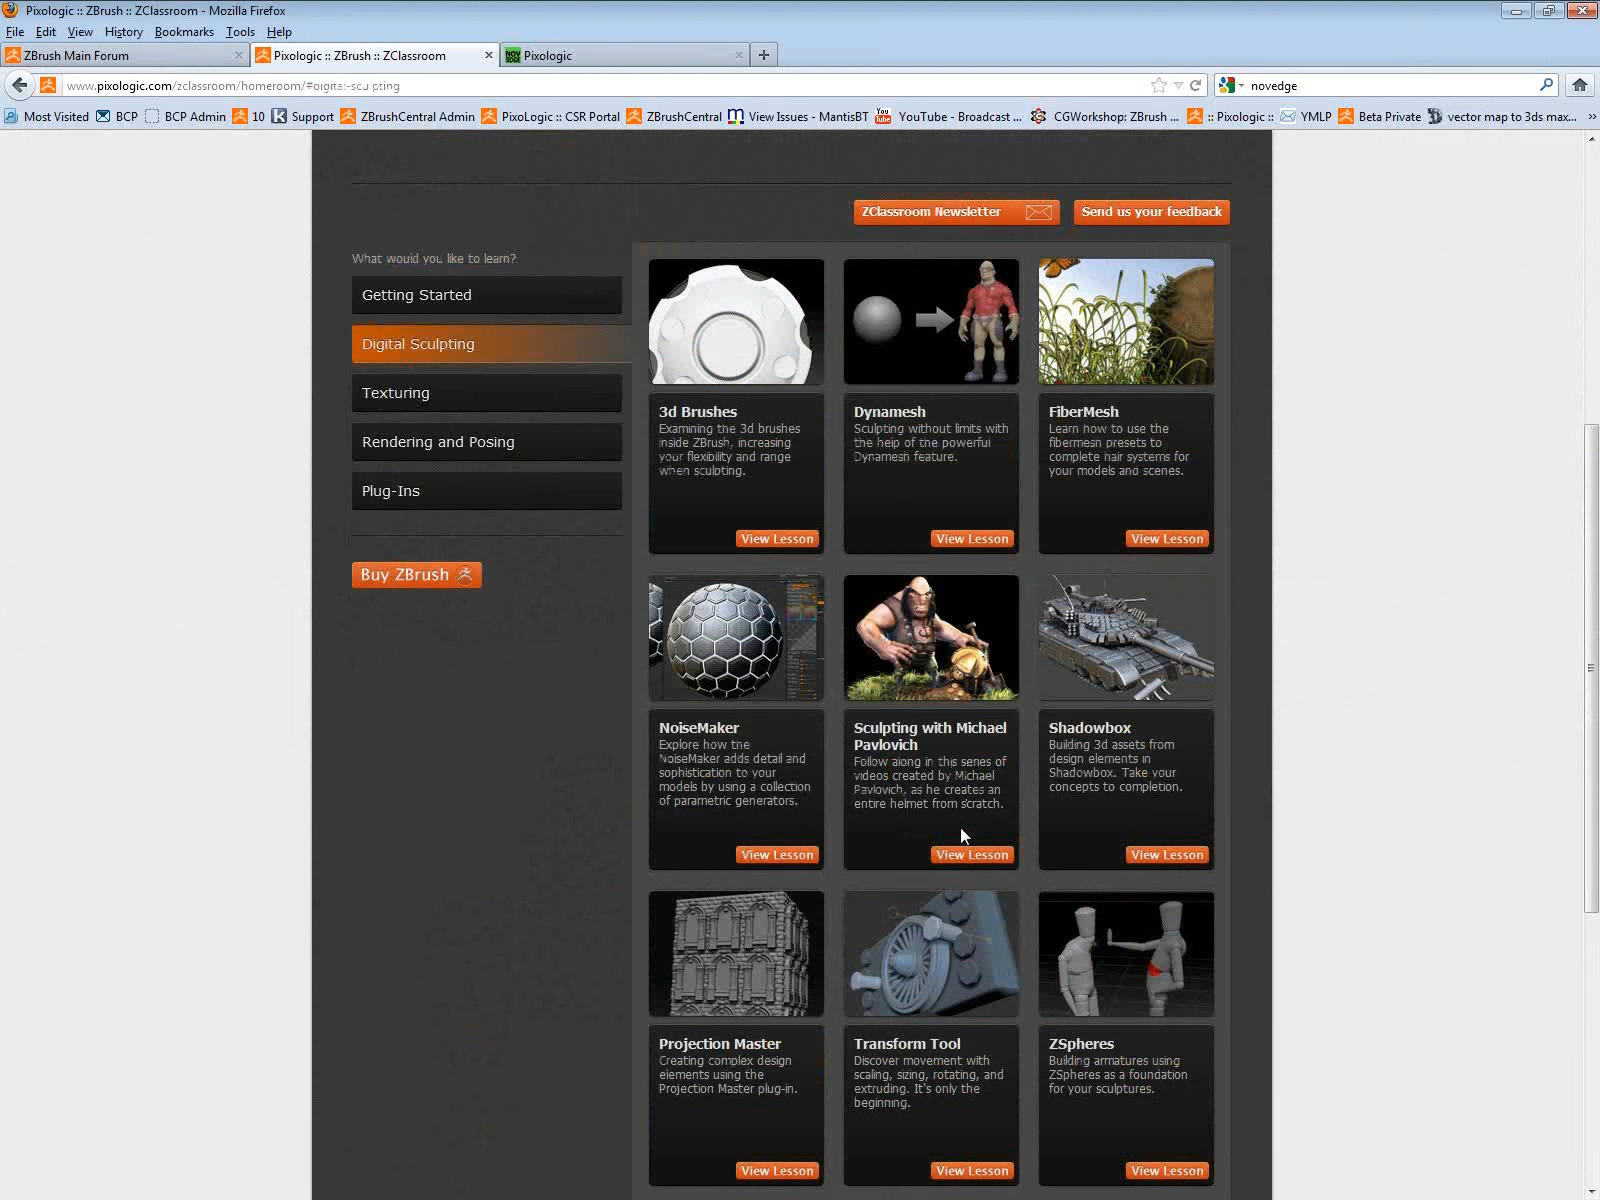 Pixologic :: ZBrush :: ZClassroom - Mozilla Firefox
File Edit View History Bookmarks Tools Help
ZBrush Main Forum
Pixologic :: ZBrush :: ZClassroom
NOV EDGE
Pixologic
www.pixologic.com/zclassroom/homeroom/#digital-sculpting
novedge
Most Visited BCP BCP Admin 10 Support ZBrushCentral Admin PixoLogic :: CSR Portal ZBrushCentral View Issues - MantisBT YouTube - Broadcast ... CGWorkshop: ZBrush ... :: Pixologic :: YMLP Beta Private vector map to 3ds max... »
ZClassroom Newsletter
Send us your feedback
What would you like to learn?
Getting Started
Digital Sculpting
Texturing
Rendering and Posing
Plug-Ins
Buy ZBrush
3d Brushes
Examining the 3d brushes
inside ZBrush, increasing
your flexibility and range
when sculpting.
View Lesson
Dynamesh
Sculpting without limits with
the help of the powerful
Dynamesh feature.
View Lesson
FiberMesh
Learn how to use the
fibermesh presets to
complete hair systems for
your models and scenes.
View Lesson
NoiseMaker
Explore how the
NoiseMaker adds detail and
sophistication to your
models by using a collection
of parametric generators.
View Lesson
Sculpting with Michael
Pavlovich
Follow along in this series of
videos created by Michael
Pavlovich, as he creates an
entire helmet from scratch.
View Lesson
Shadowbox
Building 3d assets from
design elements in
Shadowbox. Take your
concepts to completion.
View Lesson
Projection Master
Creating complex design
elements using the
Projection Master plug-in.
View Lesson
Transform Tool
Discover movement with
scaling, sizing, rotating, and
extruding. It's only the
beginning.
View Lesson
ZSpheres
Building armatures using
ZSpheres as a foundation
for your sculptures.
View Lesson